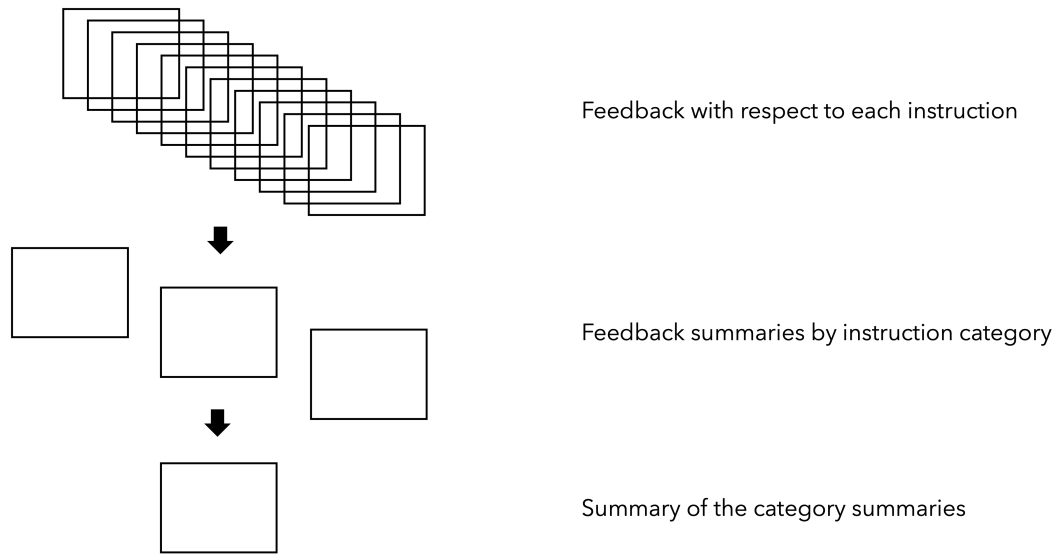 Feedback with respect to each instruction
Feedback summaries by instruction category
Summary of the category summaries